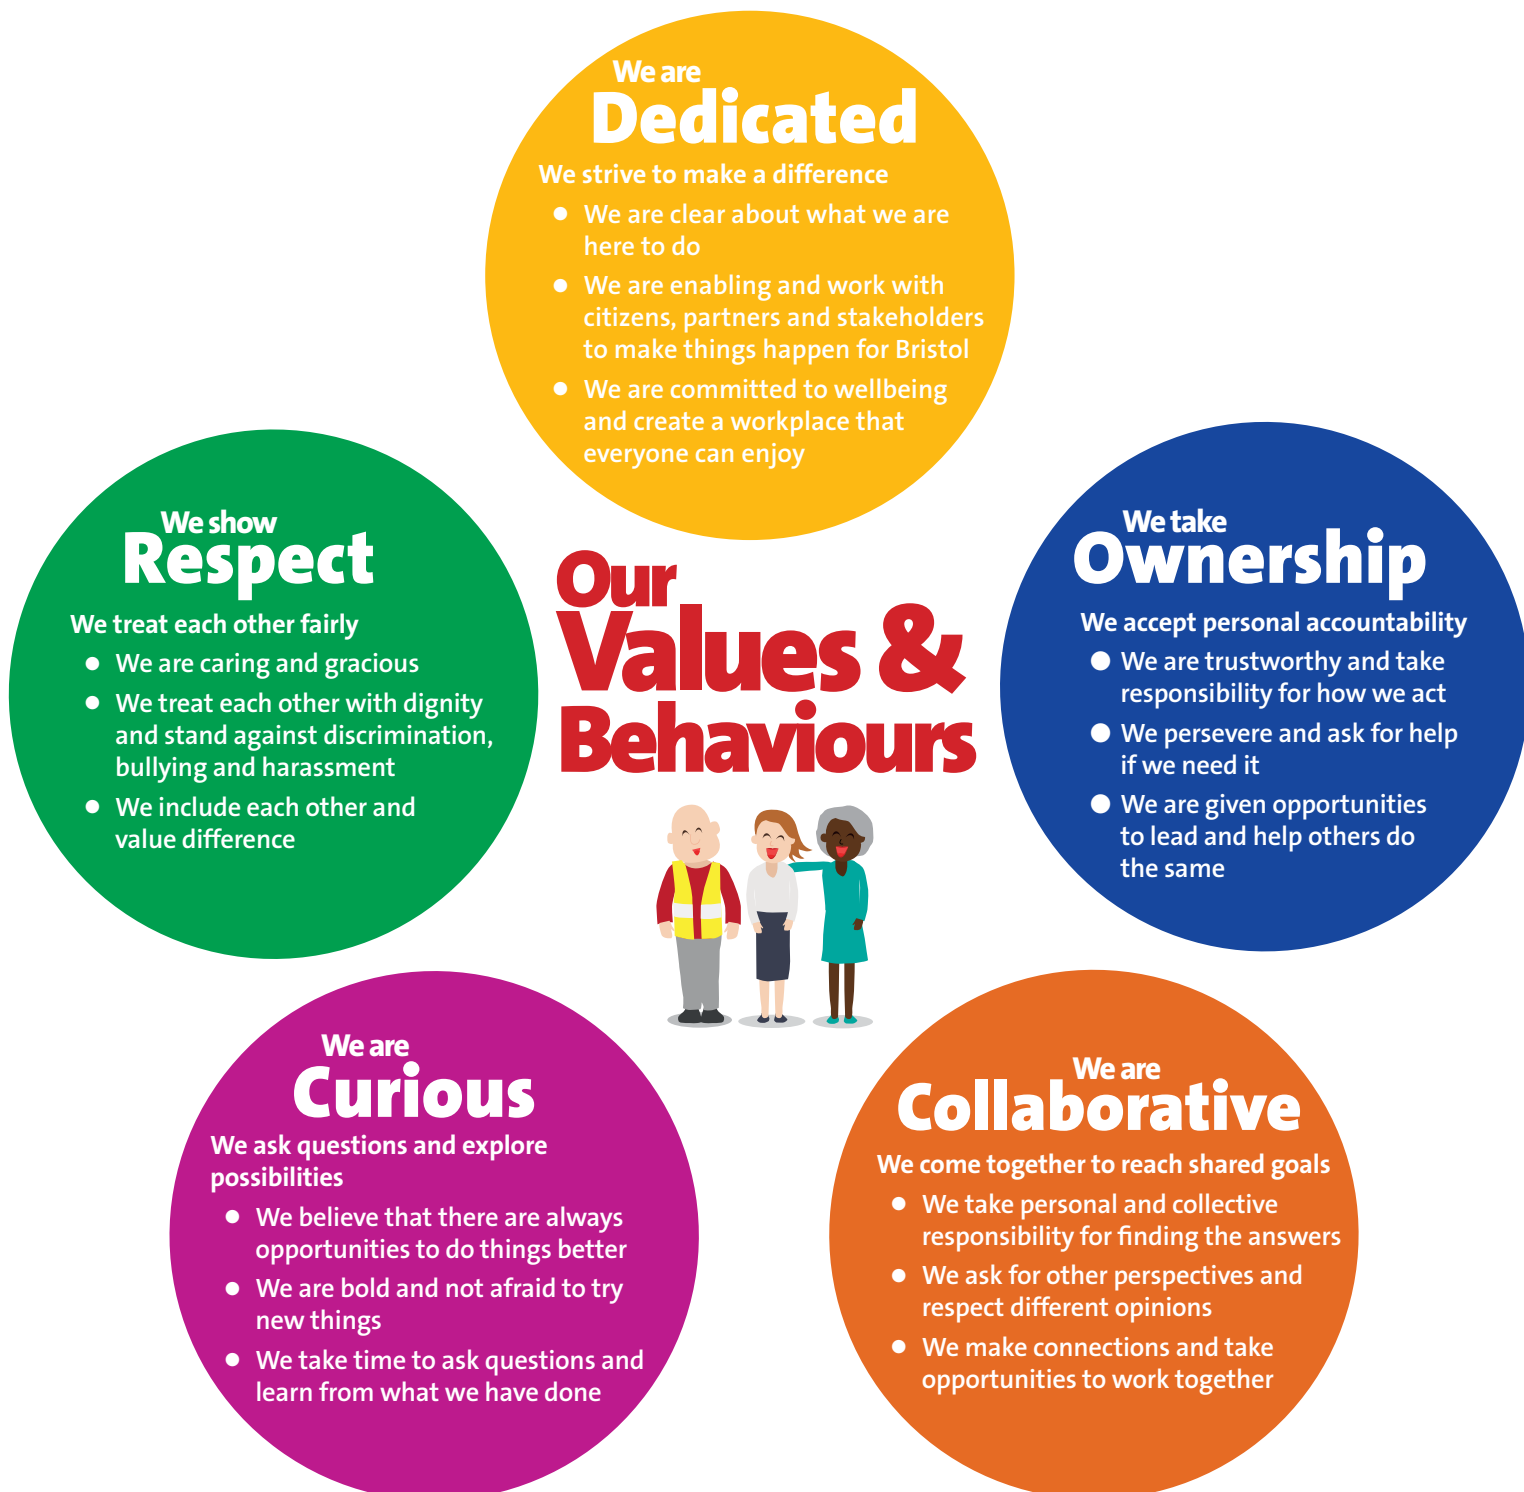 We are
Dedicated
We strive to make a difference
● We are clear about what we are
here to do
● We are enabling and work with
citizens, partners and stakeholders
to make things happen for Bristol
● We are committed to wellbeing
and create a workplace that
everyone can enjoy
We show
Respect
We treat each other fairly
● We are caring and gracious
● We treat each other with dignity
and stand against discrimination,
bullying and harassment
● We include each other and
value difference
Our
Values &
Behaviours
We take
Ownership
We accept personal accountability
● We are trustworthy and take
responsibility for how we act
● We persevere and ask for help
if we need it
● We are given opportunities
to lead and help others do
the same
We are
Curious
We ask questions and explore
possibilities
● We believe that there are always
opportunities to do things better
● We are bold and not afraid to try
new things
● We take time to ask questions and
learn from what we have done
We are
Collaborative
We come together to reach shared goals
● We take personal and collective
responsibility for finding the answers
● We ask for other perspectives and
respect different opinions
● We make connections and take
opportunities to work together